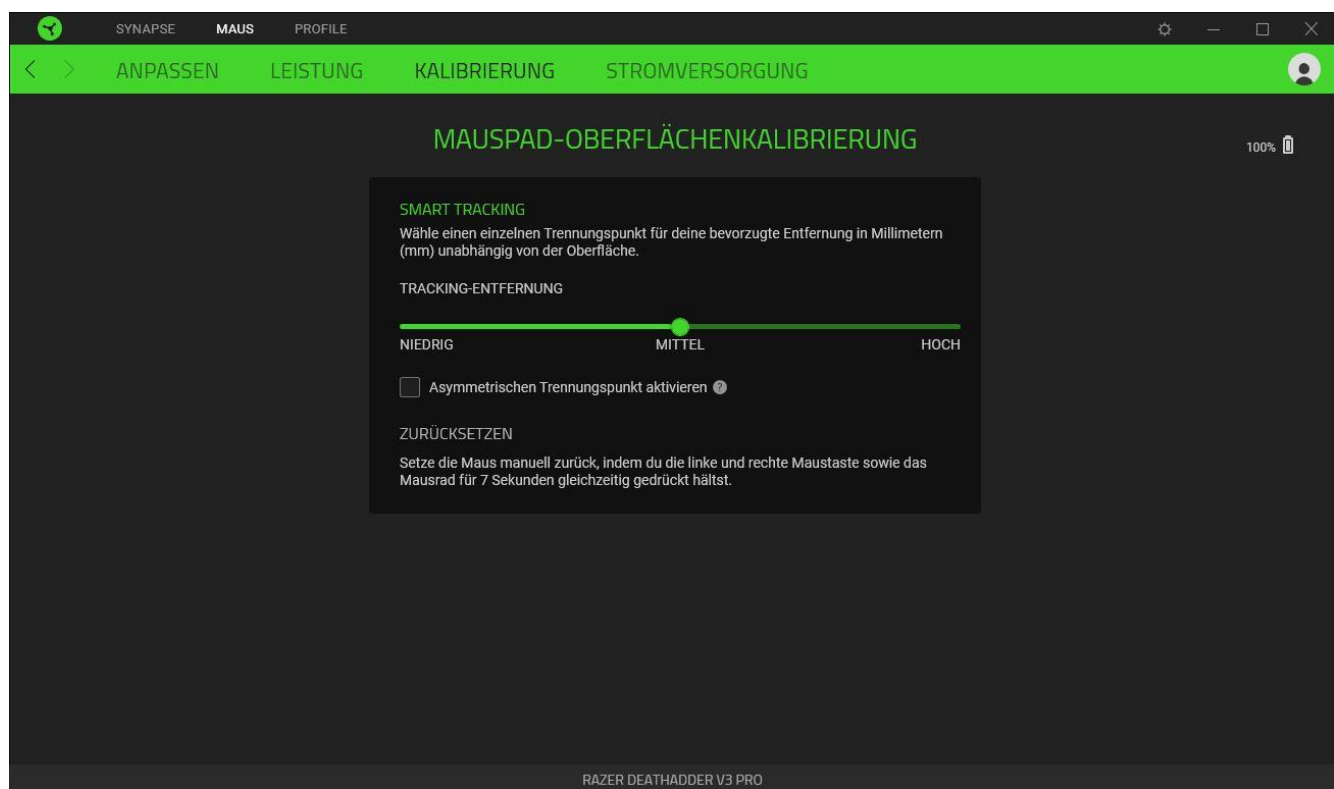 SYNAPSE MAUS PROFILE
ANPASSEN LEISTUNG KALIBRIERUNG STROMVERSORGUNG
MAUSPAD-OBERFLÄCHENKALIBRIERUNG
100%
SMART TRACKING
Wähle einen einzelnen Trennungspunkt für deine bevorzugte Entfernung in Millimetern
(mm) unabhängig von der Oberfläche.
TRACKING-ENTFERNUNG
NIEDRIG MITTEL HOCH
Asymmetrischen Trennungspunkt aktivieren ?
ZURÜCKSETZEN
Setze die Maus manuell zurück, indem du die linke und rechte Maustaste sowie das
Mausrad für 7 Sekunden gleichzeitig gedrückt hältst.
RAZER DEATHADDER V3 PRO